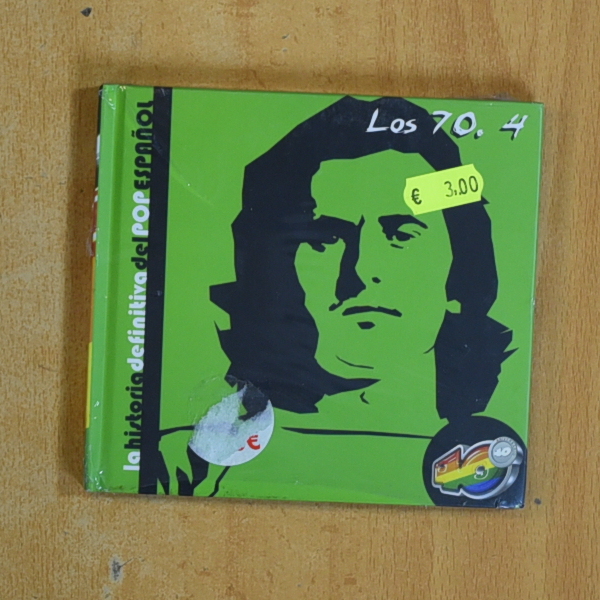 Los 70. 4
€ 3.00
la historia definitiva del POP ESPAÑOL
€
40